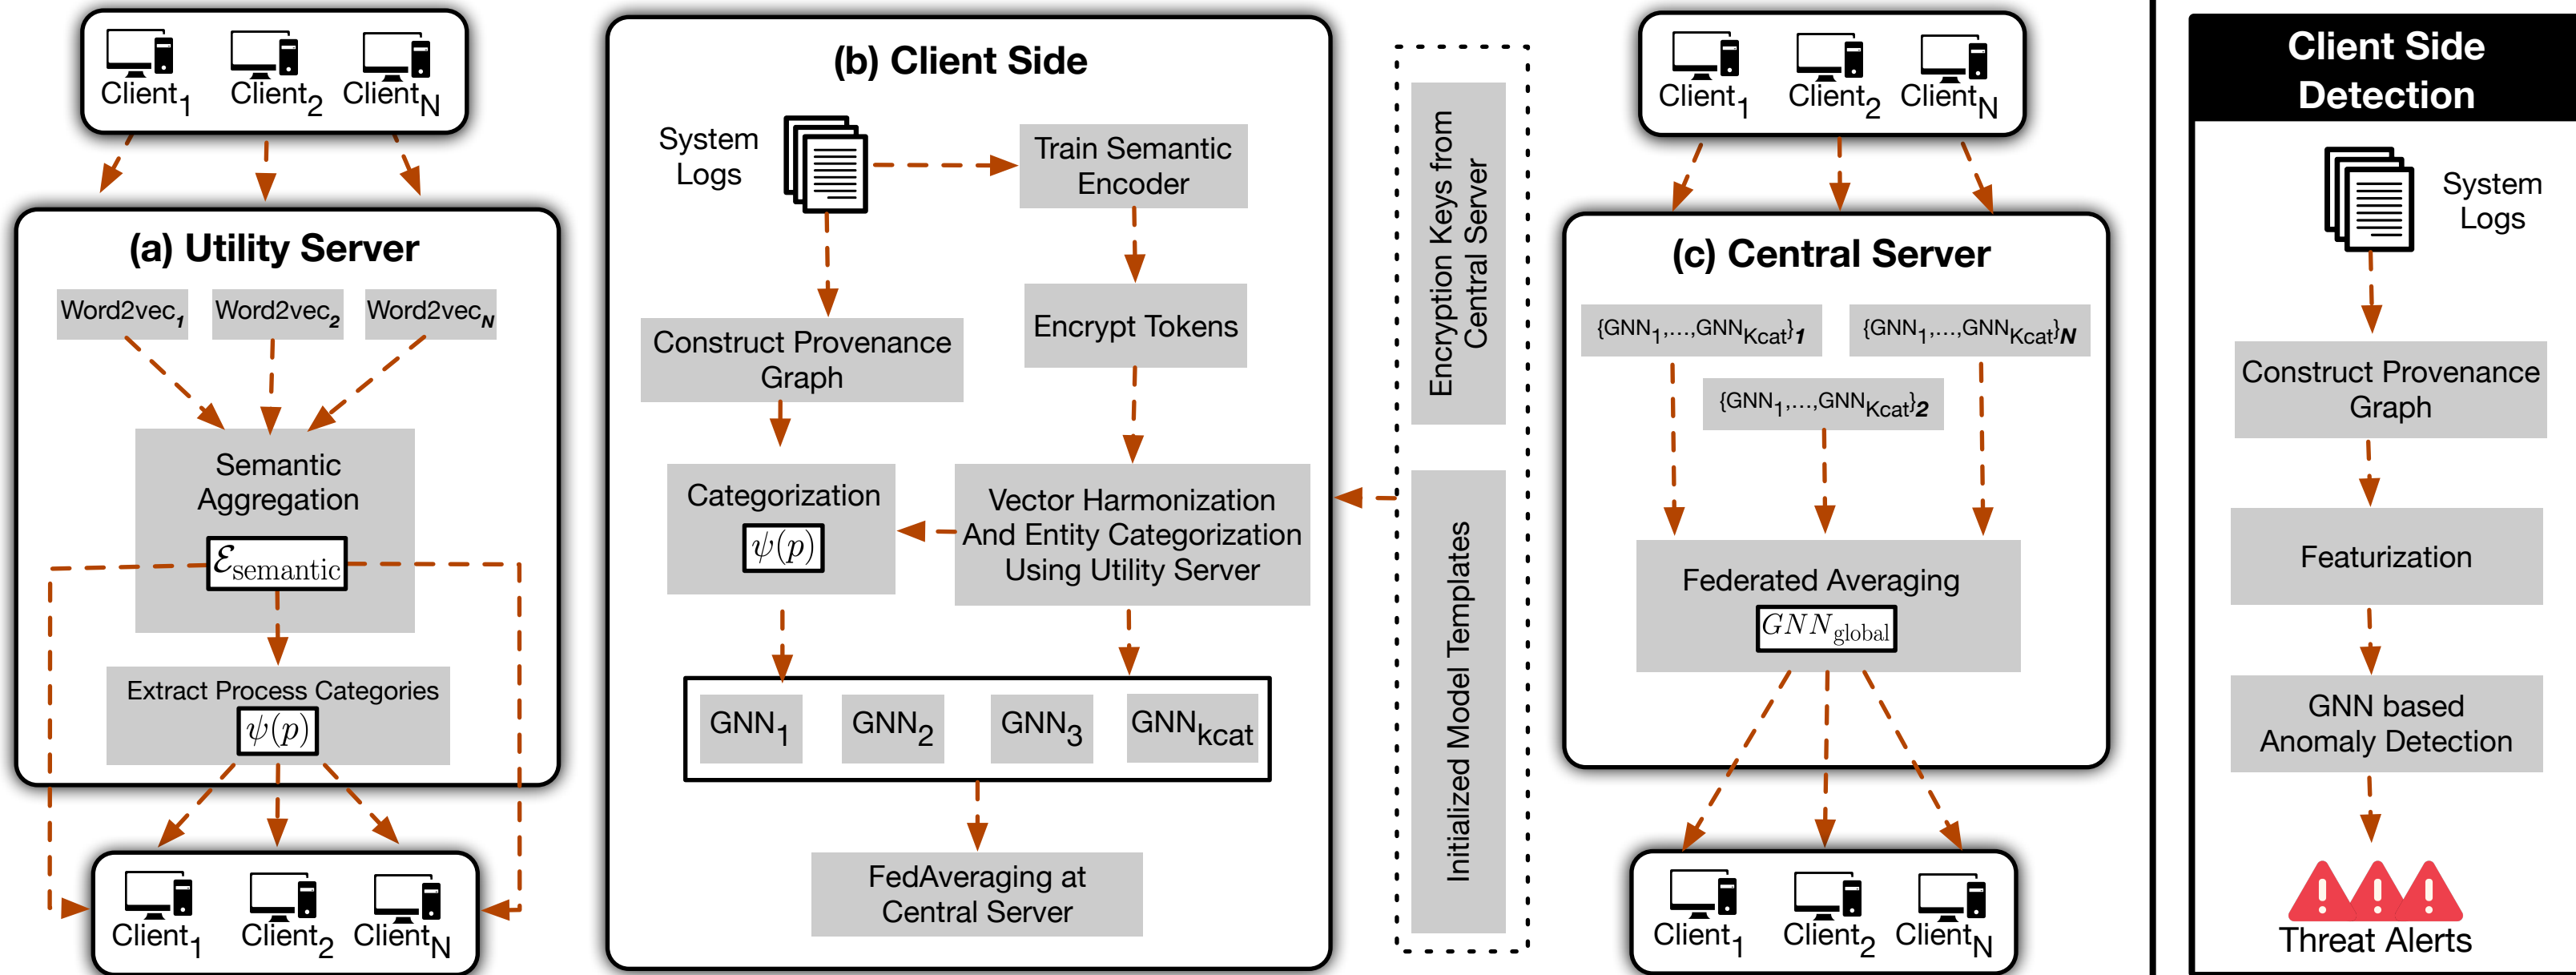 Client1 Client2 ClientN
(a) Utility Server
Word2vec1 Word2vec2 Word2vecN
Semantic
Aggregation
ℰsemantic
Extract Process Categories
ψ(p)
Client1 Client2 ClientN
(b) Client Side
System
Logs
Train Semantic
Encoder
Encrypt Tokens
Construct Provenance
Graph
Categorization
ψ(p)
Vector Harmonization
And Entity Categorization
Using Utility Server
GNN1 GNN2 GNN3 GNNkcat
FedAveraging at
Central Server
Encryption Keys from
Central Server
Initialized Model Templates
Client1 Client2 ClientN
(c) Central Server
{GNN1,...,GNNKcat}1 {GNN1,...,GNNKcat}N
{GNN1,...,GNNKcat}2
Federated Averaging
GNNglobal
Client1 Client2 ClientN
Client Side
Detection
System
Logs
Construct Provenance
Graph
Featurization
GNN based
Anomaly Detection
Threat Alerts